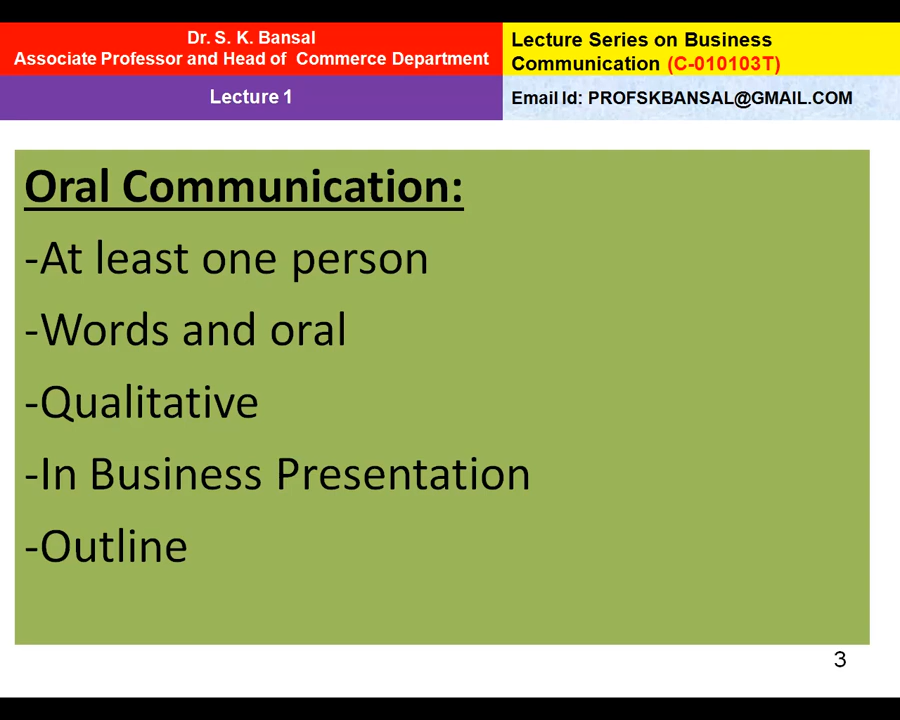 Dr. S. K. Bansal
Associate Professor and Head of Commerce Department
Lecture Series on Business
Communication (C-010103T)
Lecture 1
Email Id: PROFSKBANSAL@GMAIL.COM
Oral Communication:
-At least one person
-Words and oral
-Qualitative
-In Business Presentation
-Outline
3